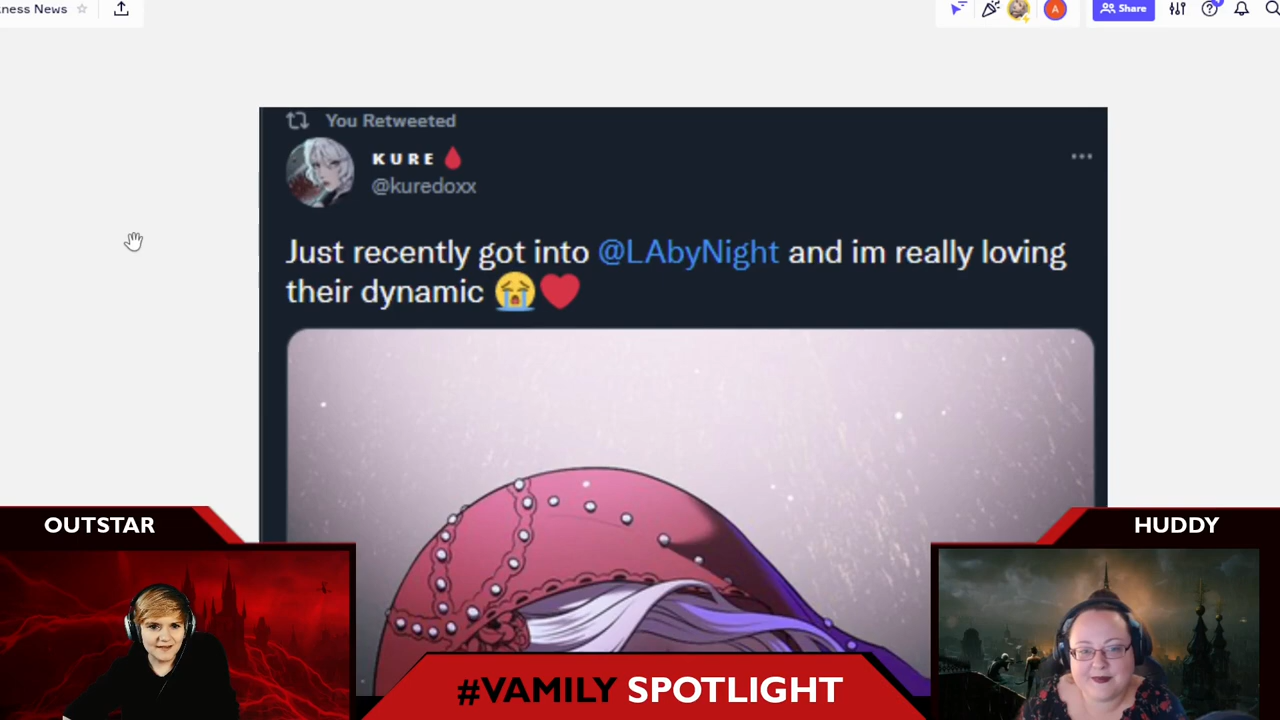 ness News
A
Share
You Retweeted
KURE
@kuredoxx
Just recently got into @LAbyNight and im really loving
their dynamic 😭❤️
OUTSTAR
HUDDY
#VAMILY SPOTLIGHT